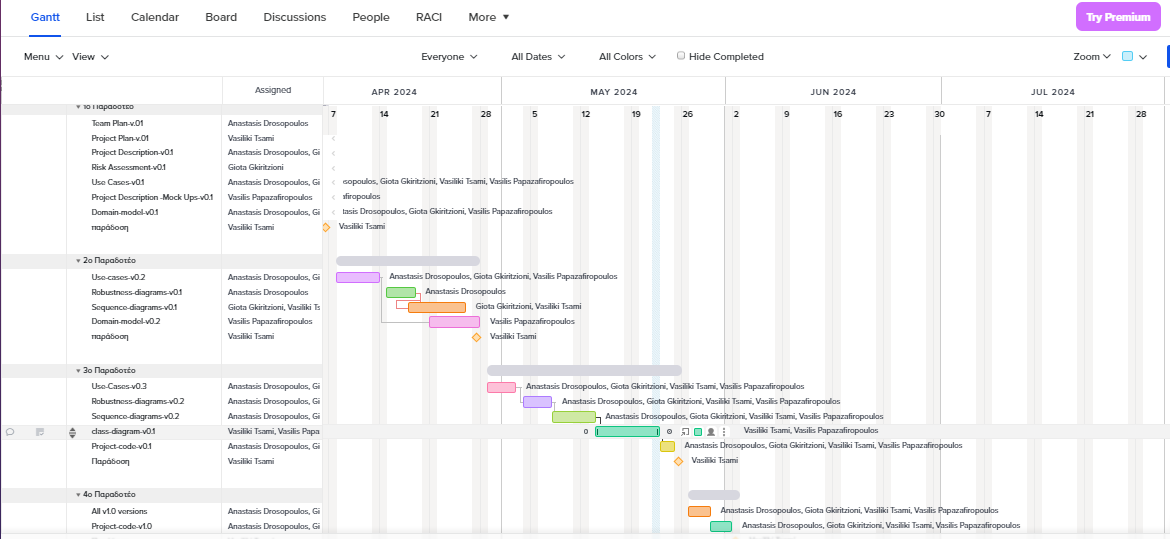 Gantt List Calendar Board Discussions People RACI More Try Premium
Menu View Everyone All Dates All Colors Hide Completed Zoom
Assigned APR 2024 MAY 2024 JUN 2024 JUL 2024
7 14 21 28 5 12 19 26 2 9 16 23 30 7 14 21 28
1ο Παραδοτέο
Team Plan-v.01 Anastasis Drosopoulos
Project Plan-v.01 Vasiliki Tsami
Project Description-v0.1 Anastasis Drosopoulos, Gi
Risk Assessment-v0.1 Giota Gkiritzioni
Use Cases-v0.1 Anastasis Drosopoulos, Gi sopoulos, Giota Gkiritzioni, Vasiliki Tsami, Vasilis Papazafiropoulos
Project Description -Mock Ups-v0.1 Vasilis Papazafiropoulos afiropoulos
Domain-model-v0.1 Anastasis Drosopoulos, Gi tasis Drosopoulos, Giota Gkiritzioni, Vasilis Papazafiropoulos
παράδοση Vasiliki Tsami Vasiliki Tsami
2ο Παραδοτέο
Use-cases-v0.2 Anastasis Drosopoulos, Gi Anastasis Drosopoulos, Giota Gkiritzioni, Vasilis Papazafiropoulos
Robustness-diagrams-v0.1 Anastasis Drosopoulos Anastasis Drosopoulos
Sequence-diagrams-v0.1 Giota Gkiritzioni, Vasiliki Ts Giota Gkiritzioni, Vasiliki Tsami
Domain-model-v0.2 Vasilis Papazafiropoulos Vasilis Papazafiropoulos
παράδοση Vasiliki Tsami Vasiliki Tsami
3ο Παραδοτέο
Use-Cases-v0.3 Anastasis Drosopoulos, Gi Anastasis Drosopoulos, Giota Gkiritzioni, Vasiliki Tsami, Vasilis Papazafiropoulos
Robustness-diagrams-v0.2 Anastasis Drosopoulos, Gi Anastasis Drosopoulos, Giota Gkiritzioni, Vasiliki Tsami, Vasilis Papazafiropoulos
Sequence-diagrams-v0.2 Anastasis Drosopoulos, Gi Anastasis Drosopoulos, Giota Gkiritzioni, Vasiliki Tsami, Vasilis Papazafiropoulos
class-diagram-v0.1 Vasiliki Tsami, Vasilis Papa Vasiliki Tsami, Vasilis Papazafiropoulos
Project-code-v0.1 Anastasis Drosopoulos, Gi Anastasis Drosopoulos, Giota Gkiritzioni, Vasiliki Tsami, Vasilis Papazafiropoulos
Παράδοση Vasiliki Tsami Vasiliki Tsami
4ο Παραδοτέο
All v1.0 versions Anastasis Drosopoulos, Gi Anastasis Drosopoulos, Giota Gkiritzioni, Vasiliki Tsami, Vasilis Papazafiropoulos
Project-code-v1.0 Anastasis Drosopoulos, Gi Anastasis Drosopoulos, Giota Gkiritzioni, Vasiliki Tsami, Vasilis Papazafiropoulos